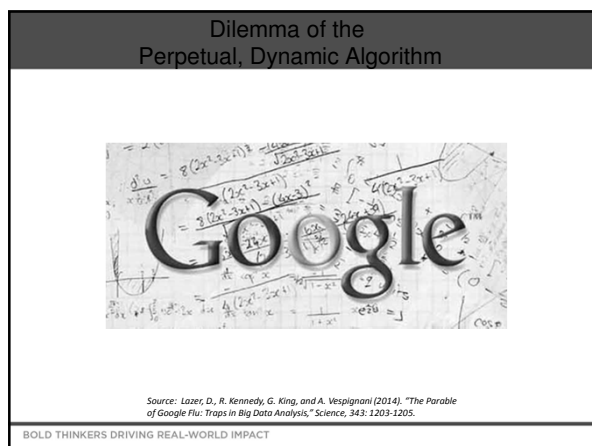 Dilemma of the
Perpetual, Dynamic Algorithm
Google
Source: Lazer, D., R. Kennedy, G. King, and A. Vespignani (2014). "The Parable
of Google Flu: Traps in Big Data Analysis," Science, 343: 1203-1205.
BOLD THINKERS DRIVING REAL-WORLD IMPACT